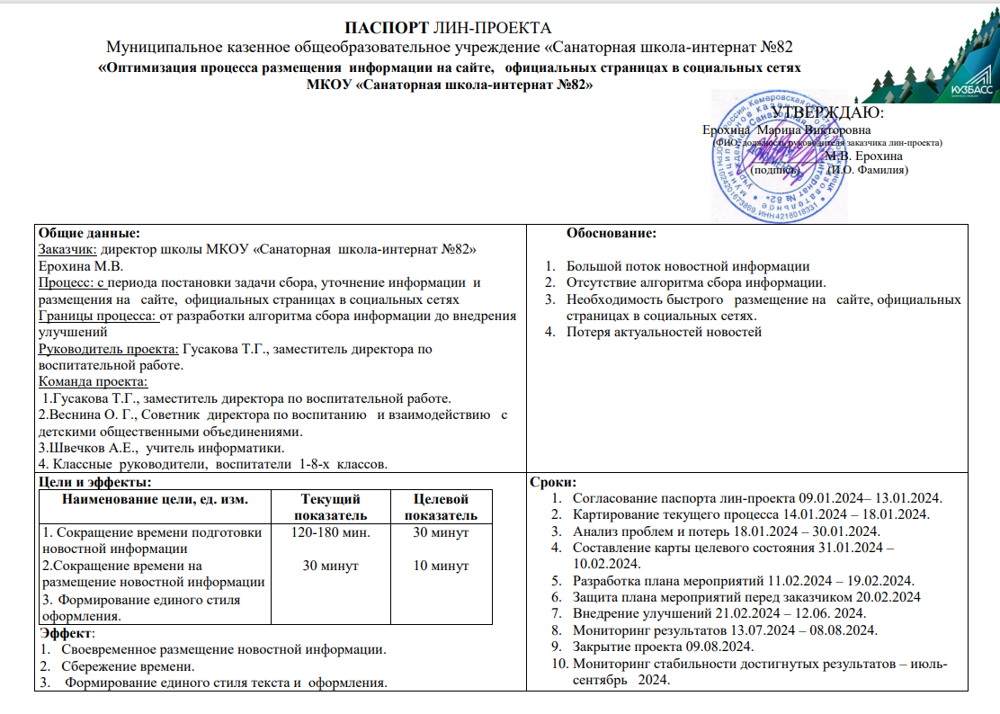 ПАСПОРТ ЛИН-ПРОЕКТА
Муниципальное казенное общеобразовательное учреждение «Санаторная школа-интернат №82
«Оптимизация процесса размещения информации на сайте, официальных страницах в социальных сетях
МКОУ «Санаторная школа-интернат №82»
КУЗБАСС
УТВЕРЖДАЮ:
Ерохина Марина Викторовна
(ФИО, должность руководителя заказчика лин-проекта)
М.В. Ерохина
(подпись) (И.О. Фамилия)
Общие данные:
Заказчик: директор школы МКОУ «Санаторная школа-интернат №82»
Ерохина М.В.
Процесс: с периода постановки задачи сбора, уточнение информации и
размещения на сайте, официальных страницах в социальных сетях
Границы процесса: от разработки алгоритма сбора информации до внедрения
улучшений
Руководитель проекта: Гусакова Т.Г., заместитель директора по
воспитательной работе.
Команда проекта:
1.Гусакова Т.Г., заместитель директора по воспитательной работе.
2.Веснина О. Г., Советник директора по воспитанию и взаимодействию с
детскими общественными объединениями.
3.Швечков А.Е., учитель информатики.
4. Классные руководители, воспитатели 1-8-х классов.
Обоснование:
1. Большой поток новостной информации
2. Отсутствие алгоритма сбора информации.
3. Необходимость быстрого размещение на сайте, официальных
страницах в социальных сетях.
4. Потеря актуальностей новостей
Цели и эффекты:
Наименование цели, ед. изм. Текущий Целевой
показатель показатель
1. Сокращение времени подготовки 120-180 мин. 30 минут
новостной информации
2.Сокращение времени на 30 минут 10 минут
размещение новостной информации
3. Формирование единого стиля
оформления.
Эффект:
1. Своевременное размещение новостной информации.
2. Сбережение времени.
3. Формирование единого стиля текста и оформления.
Сроки:
1. Согласование паспорта лин-проекта 09.01.2024– 13.01.2024.
2. Картирование текущего процесса 14.01.2024 – 18.01.2024.
3. Анализ проблем и потерь 18.01.2024 – 30.01.2024.
4. Составление карты целевого состояния 31.01.2024 –
10.02.2024.
5. Разработка плана мероприятий 11.02.2024 – 19.02.2024.
6. Защита плана мероприятий перед заказчиком 20.02.2024
7. Внедрение улучшений 21.02.2024 – 12.06. 2024.
8. Мониторинг результатов 13.07.2024 – 08.08.2024.
9. Закрытие проекта 09.08.2024.
10. Мониторинг стабильности достигнутых результатов – июль-
сентябрь 2024.